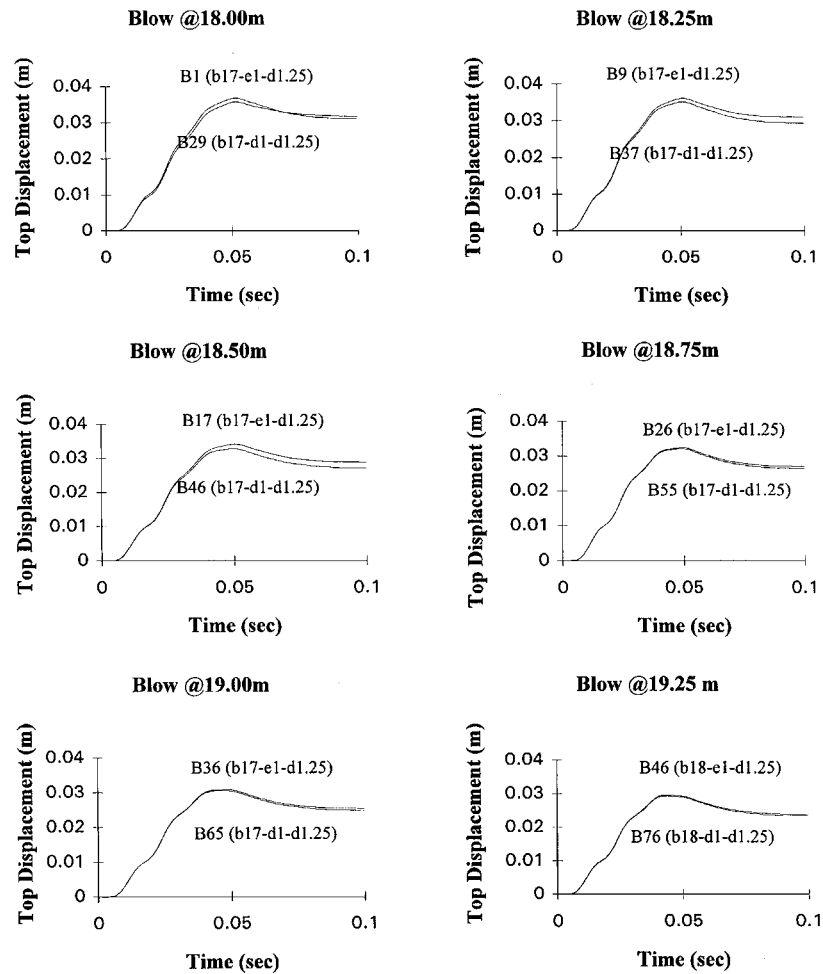 Blow @18.00m
Top Displacement (m)
0.04
0.03
0.02
0.01
0
B1 (b17-e1-d1.25)
B29 (b17-d1-d1.25)
0
0.05
0.1
Time (sec)
Blow @18.25m
Top Displacement (m)
0.04
0.03
0.02
0.01
0
B9 (b17-e1-d1.25)
B37 (b17-d1-d1.25)
0
0.05
0.1
Time (sec)
Blow @18.50m
Top Displacement (m)
0.04
0.03
0.02
0.01
0
B17 (b17-e1-d1.25)
B46 (b17-d1-d1.25)
0
0.05
0.1
Time (sec)
Blow @18.75m
Top Displacement (m)
0.04
0.03
0.02
0.01
0
B26 (b17-e1-d1.25)
B55 (b17-d1-d1.25)
0
0.05
0.1
Time (sec)
Blow @19.00m
Top Displacement (m)
0.04
0.03
0.02
0.01
0
B36 (b17-e1-d1.25)
B65 (b17-d1-d1.25)
0
0.05
0.1
Time (sec)
Blow @19.25 m
Top Displacement (m)
0.04
0.03
0.02
0.01
0
B46 (b18-e1-d1.25)
B76 (b18-d1-d1.25)
0
0.05
0.1
Time (sec)